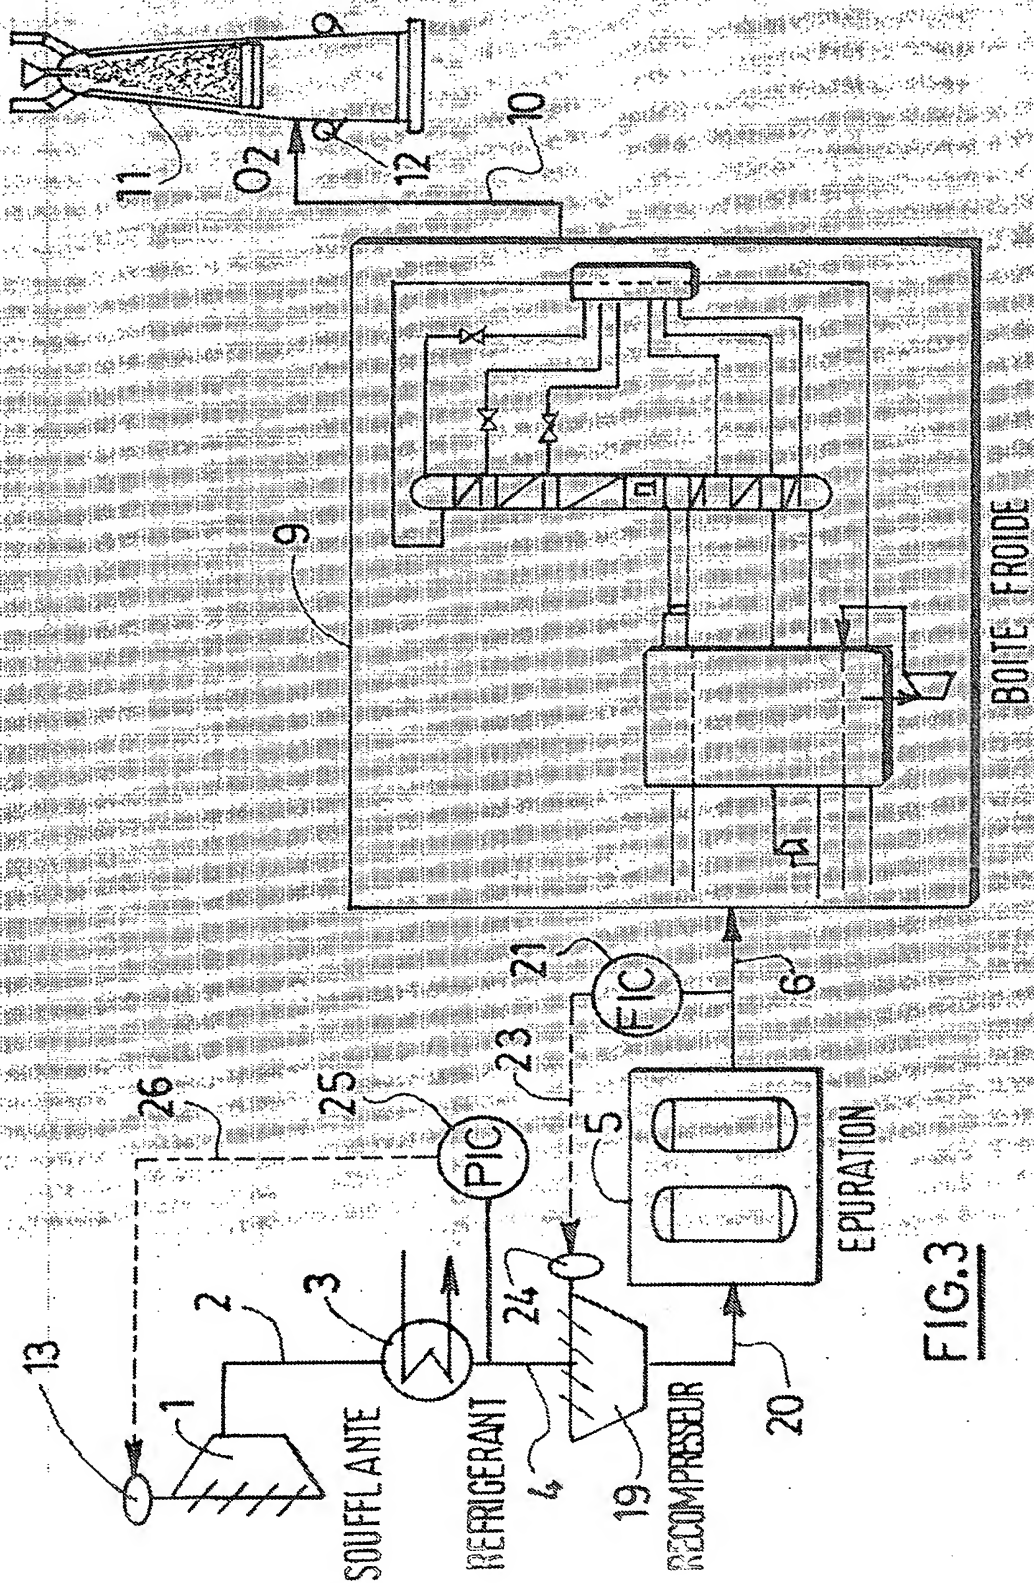 13
1
SOUFFLANTE
2
26
3
REFRIGERANT
25
PIC
4
24
19
RECOMPRESSEUR
20
23
21
FIC
5
EPURATION
6
9
BOITE FROIDE
10
11
O2
12
FIG.3